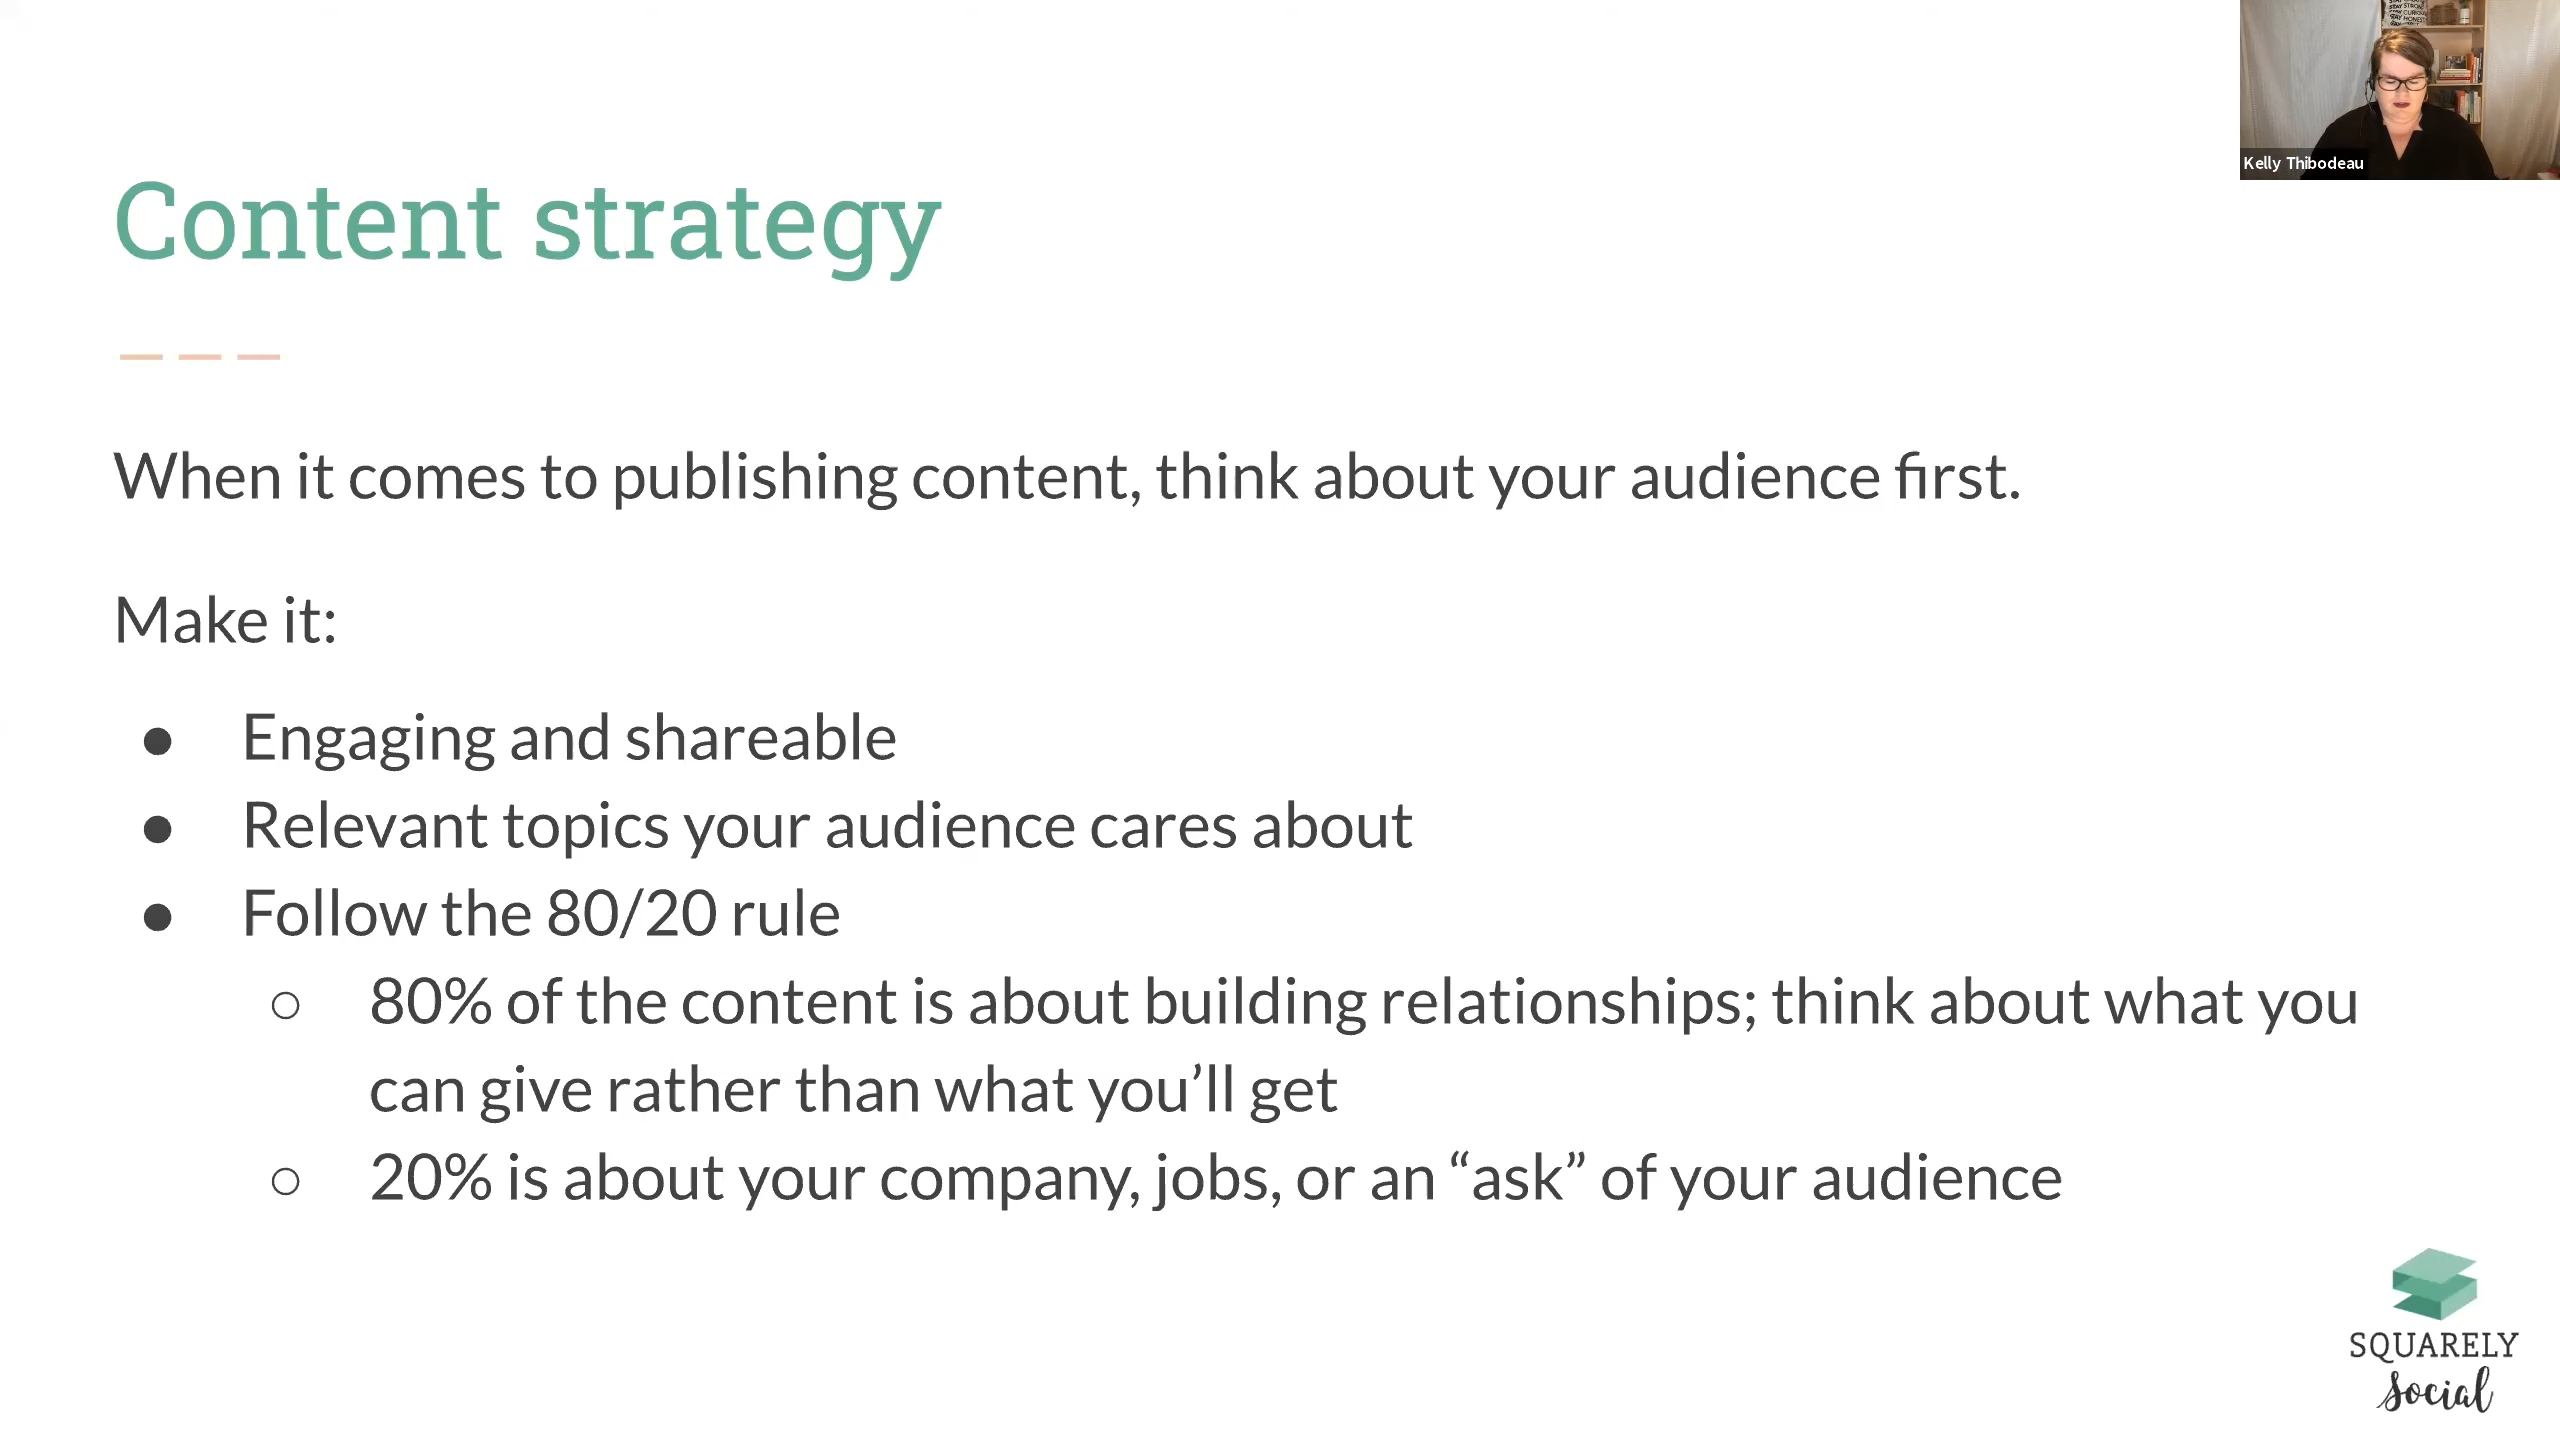 Content strategy
When it comes to publishing content, think about your audience first.
Make it:
● Engaging and shareable
● Relevant topics your audience cares about
● Follow the 80/20 rule
○ 80% of the content is about building relationships; think about what you
can give rather than what you’ll get
○ 20% is about your company, jobs, or an “ask” of your audience
Kelly Thibodeau
SQUARELY
Social